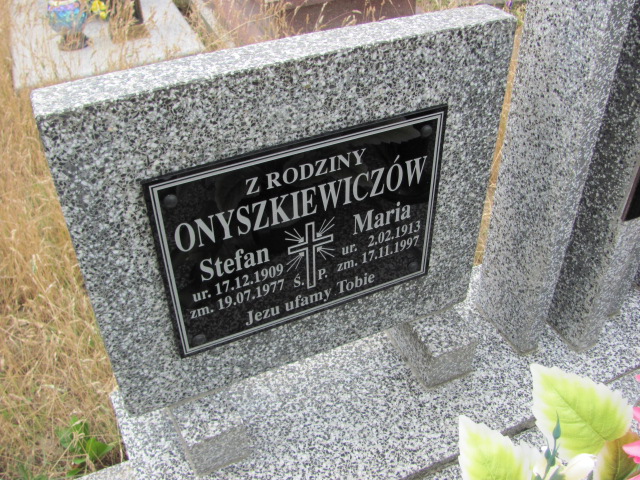 Z RODZINY
ONYSZKIEWICZÓW
Stefan Maria
ur. 17.12.1909 ur. 2.02.1913
zm. 19.07.1977 Ś. P. zm. 17.11.1997
Jezu ufamy Tobie